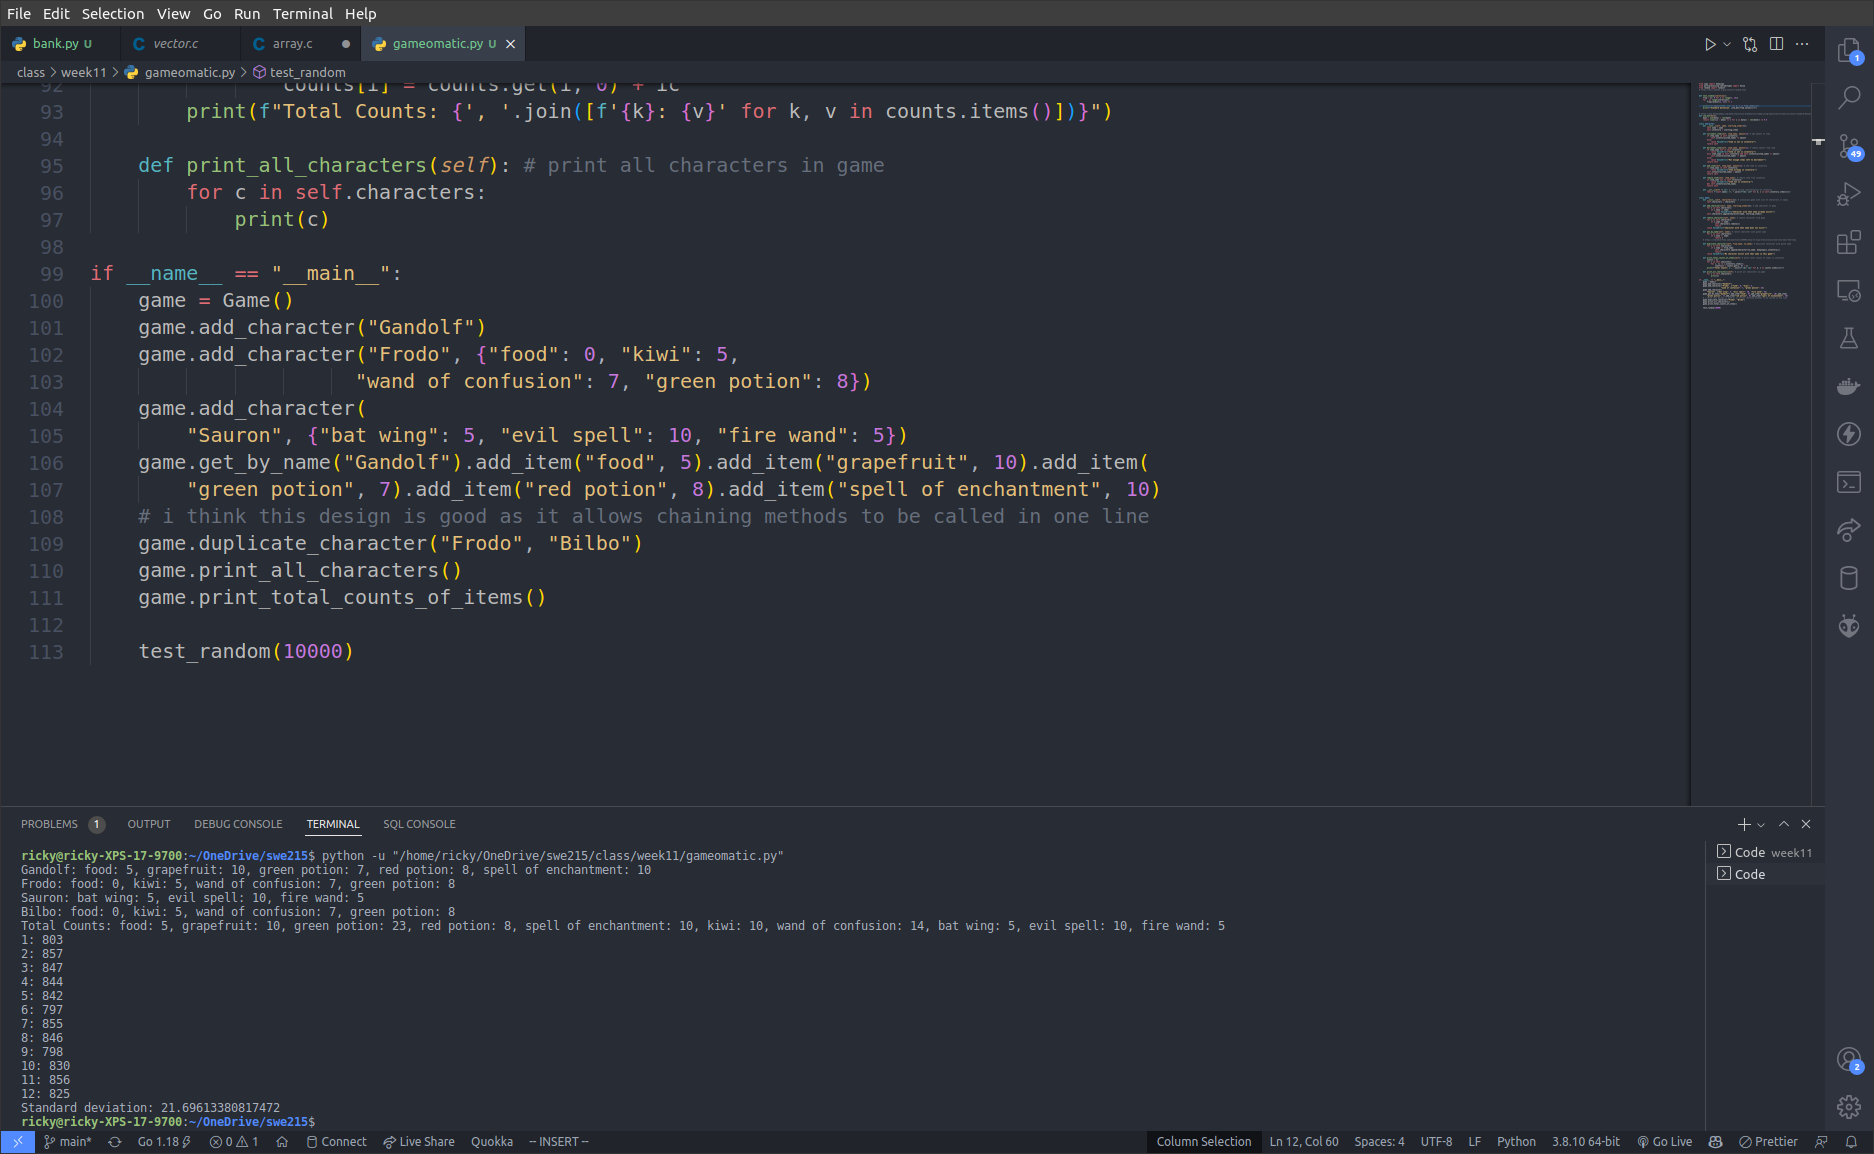 File Edit Selection View Go Run Terminal Help
bank.py U vector.c array.c gameomatic.py U
class > week11 > gameomatic.py > test_random
92 counts[i] = counts.get(i, 0) + ic
93 print(f"Total Counts: {', '.join([f'{k}: {v}' for k, v in counts.items()])}")
94
95 def print_all_characters(self): # print all characters in game
96 for c in self.characters:
97 print(c)
98
99 if __name__ == "__main__":
100 game = Game()
101 game.add_character("Gandolf")
102 game.add_character("Frodo", {"food": 0, "kiwi": 5,
103 "wand of confusion": 7, "green potion": 8})
104 game.add_character(
105 "Sauron", {"bat wing": 5, "evil spell": 10, "fire wand": 5})
106 game.get_by_name("Gandolf").add_item("food", 5).add_item("grapefruit", 10).add_item(
107 "green potion", 7).add_item("red potion", 8).add_item("spell of enchantment", 10)
108 # i think this design is good as it allows chaining methods to be called in one line
109 game.duplicate_character("Frodo", "Bilbo")
110 game.print_all_characters()
111 game.print_total_counts_of_items()
112
113 test_random(10000)
1
49
PROBLEMS 1 OUTPUT DEBUG CONSOLE TERMINAL SQL CONSOLE
Code week11
Code
ricky@ricky-XPS-17-9700:~/OneDrive/swe215$ python -u "/home/ricky/OneDrive/swe215/class/week11/gameomatic.py"
Gandolf: food: 5, grapefruit: 10, green potion: 7, red potion: 8, spell of enchantment: 10
Frodo: food: 0, kiwi: 5, wand of confusion: 7, green potion: 8
Sauron: bat wing: 5, evil spell: 10, fire wand: 5
Bilbo: food: 0, kiwi: 5, wand of confusion: 7, green potion: 8
Total Counts: food: 5, grapefruit: 10, green potion: 23, red potion: 8, spell of enchantment: 10, kiwi: 10, wand of confusion: 14, bat wing: 5, evil spell: 10, fire wand: 5
1: 803
2: 857
3: 847
4: 844
5: 842
6: 797
7: 855
8: 846
9: 798
10: 830
11: 856
12: 825
Standard deviation: 21.69613380817472
ricky@ricky-XPS-17-9700:~/OneDrive/swe215$
2
main* Go 1.18 0 1 Connect Live Share Quokka -- INSERT -- Column Selection Ln 12, Col 60 Spaces: 4 UTF-8 LF Python 3.8.10 64-bit Go Live Prettier